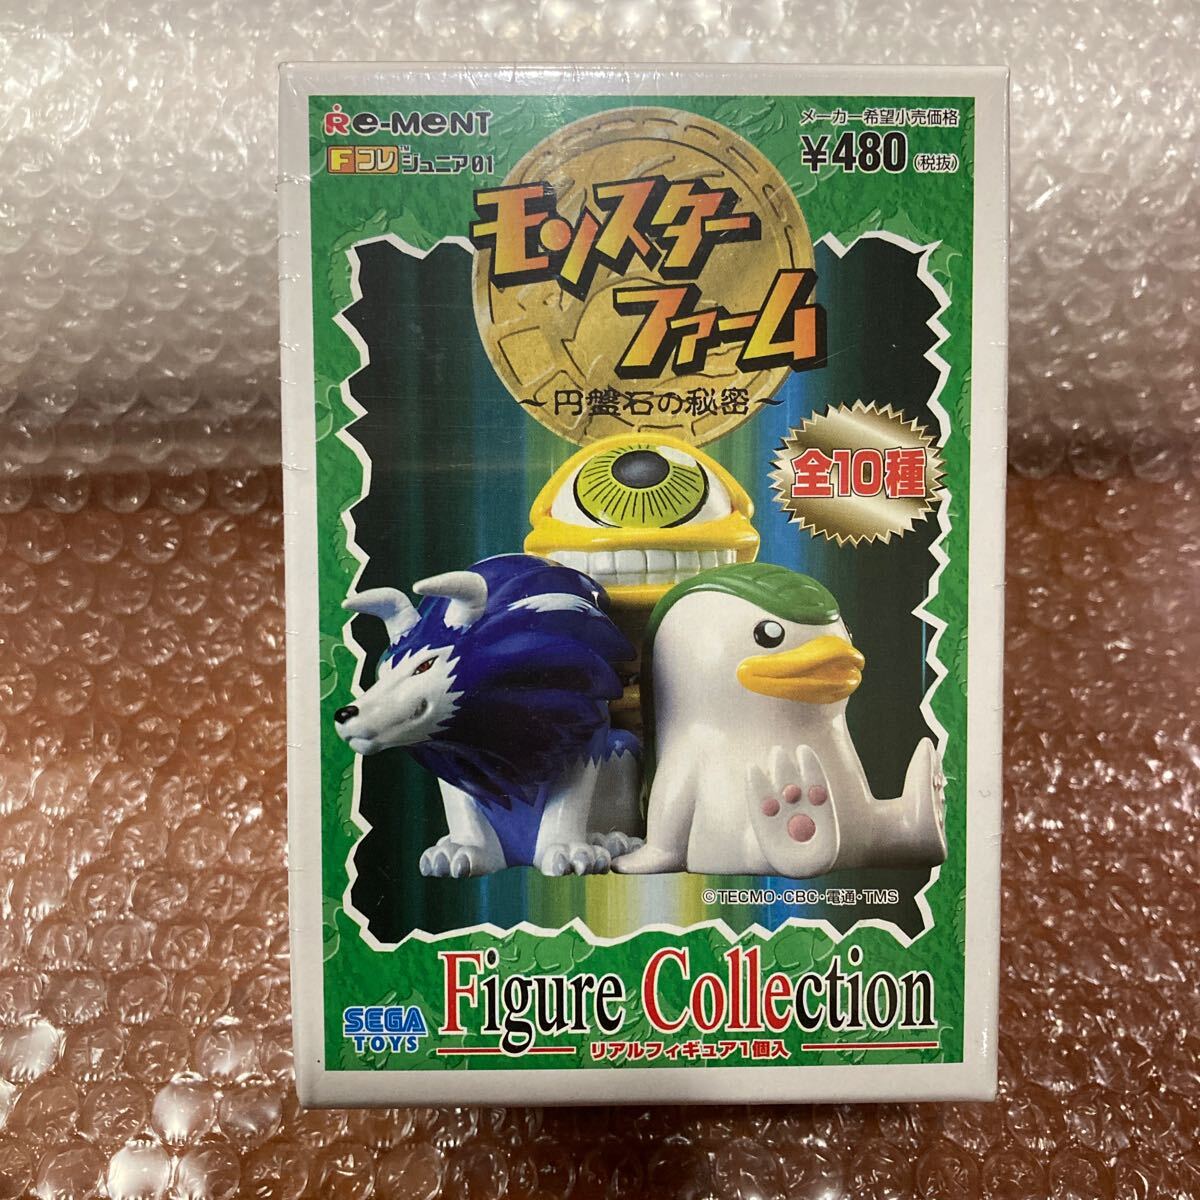 Re-MeNT
Fコレ™ジュニア01
メーカー希望小売価格
¥480(税抜)
モンスター
ファーム
～円盤石の秘密～
全10種
©TECMO・CBC・電通・TMS
Figure Collection
SEGA
TOYS
リアルフィギュア1個入